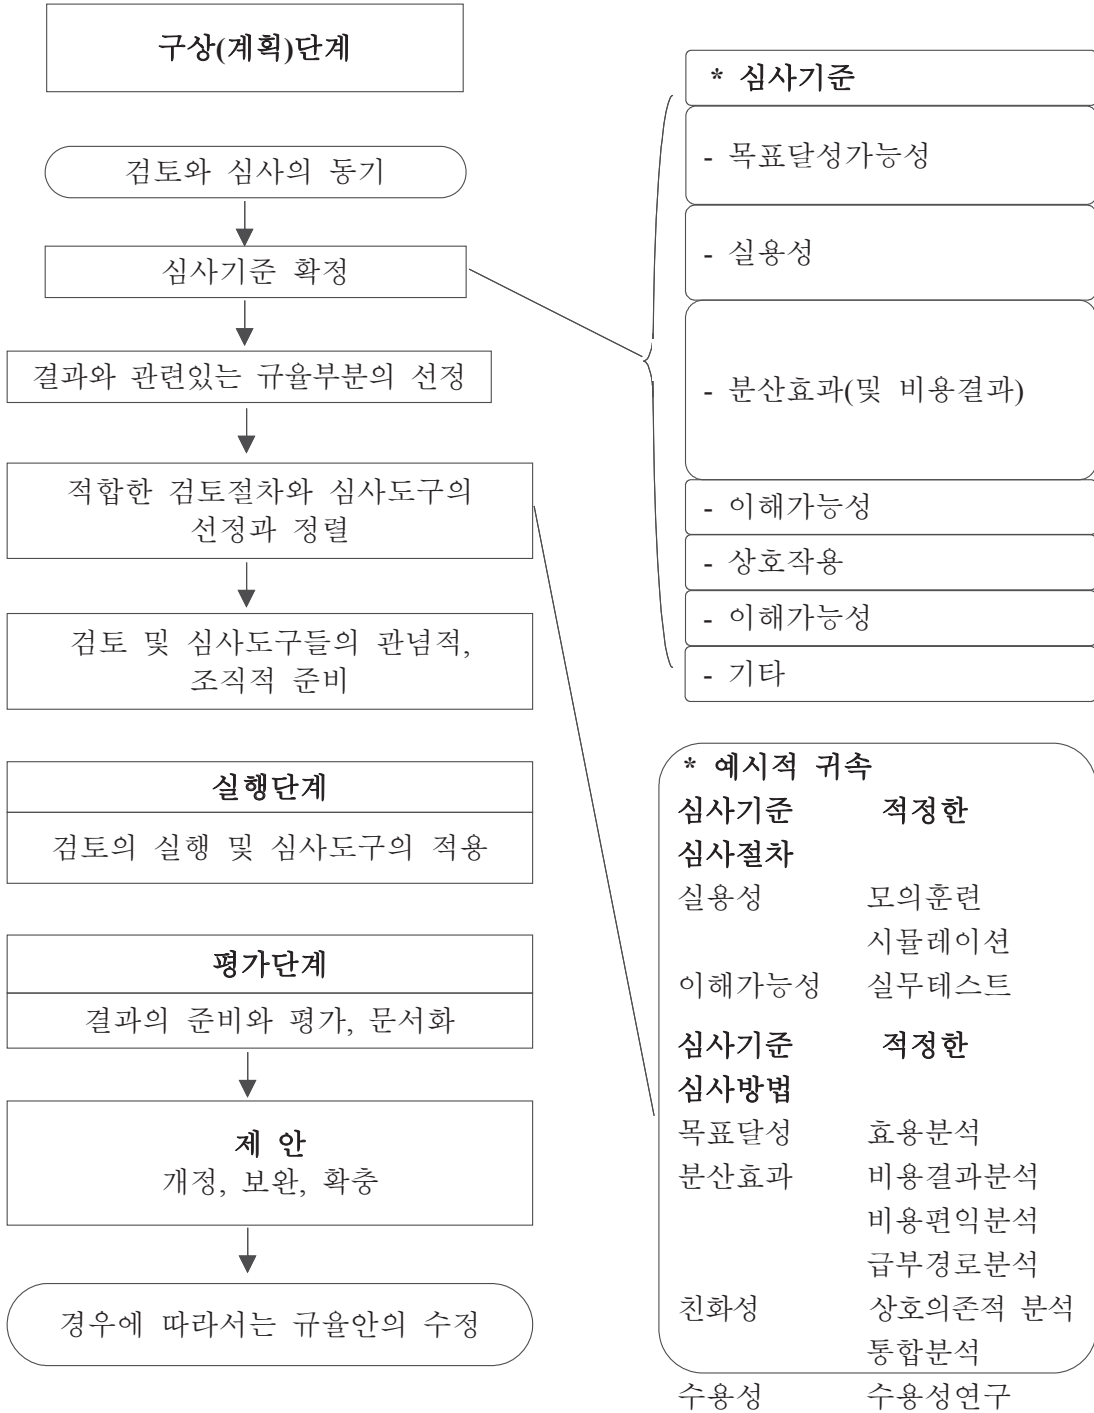 구상(계획)단계
검토와 심사의 동기
심사기준 확정
결과와 관련있는 규율부분의 선정
적합한 검토절차와 심사도구의
선정과 정렬
검토 및 심사도구들의 관념적,
조직적 준비
실행단계
검토의 실행 및 심사도구의 적용
평가단계
결과의 준비와 평가, 문서화
제 안
개정, 보완, 확충
경우에 따라서는 규율안의 수정
* 심사기준
- 목표달성가능성
- 실용성
- 분산효과(및 비용결과)
- 이해가능성
- 상호작용
- 이해가능성
- 기타
* 예시적 귀속
심사기준 적정한
심사절차
실용성 모의훈련
시뮬레이션
이해가능성 실무테스트
심사기준 적정한
심사방법
목표달성 효용분석
분산효과 비용결과분석
비용편익분석
급부경로분석
친화성 상호의존적 분석
통합분석
수용성 수용성연구